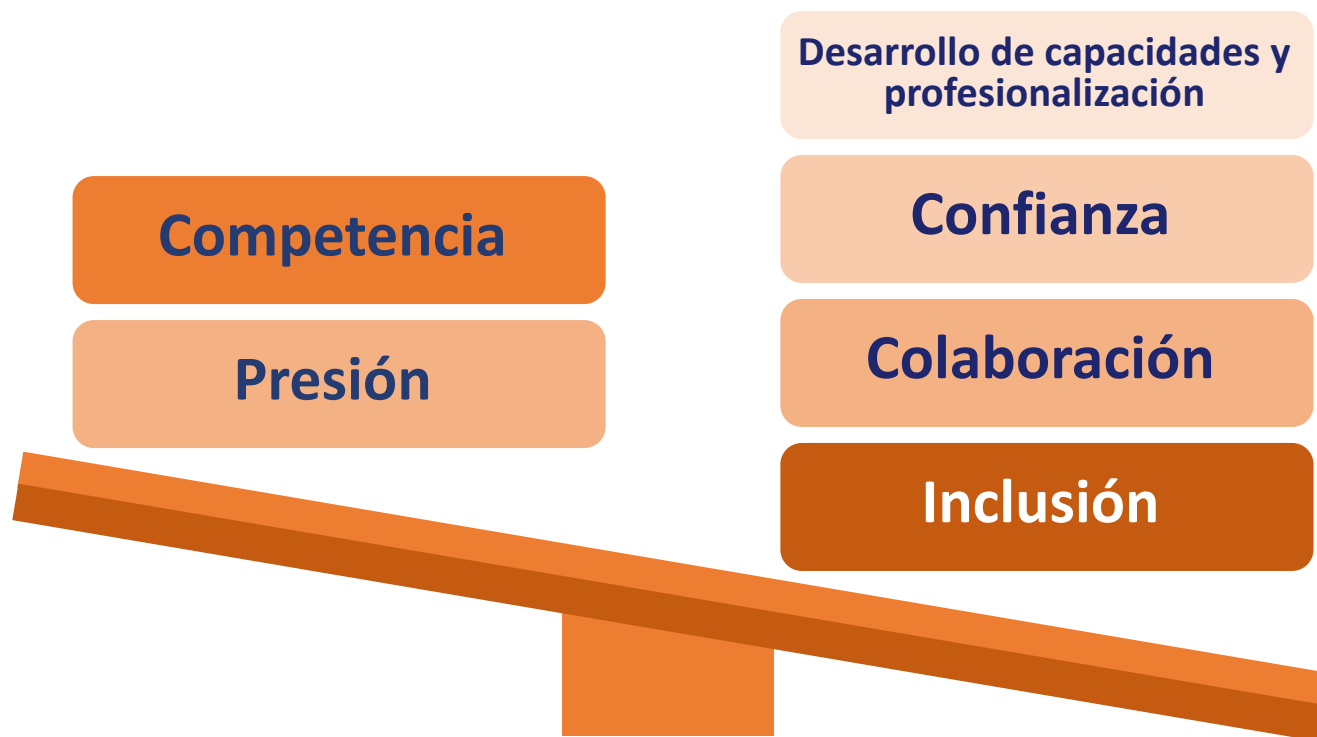 Competencia
Presión
Desarrollo de capacidades y
profesionalización
Confianza
Colaboración
Inclusión